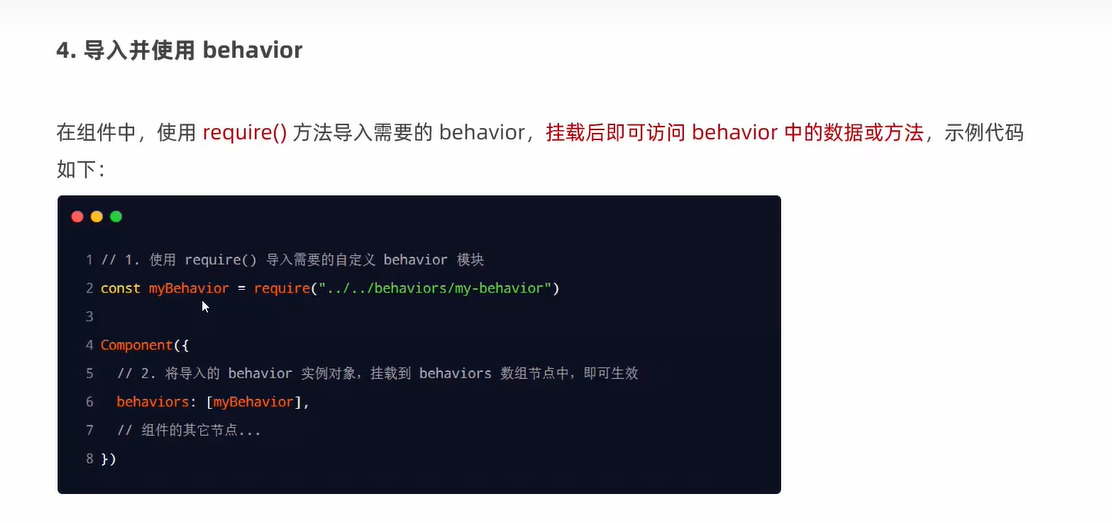 4. 导入并使用 behavior
在组件中，使用 require() 方法导入需要的 behavior，挂载后即可访问 behavior 中的数据或方法，示例代码
如下：
1 // 1. 使用 require() 导入需要的自定义 behavior 模块
2 const myBehavior = require("../../behaviors/my-behavior")
3
4 Component({
5   // 2. 将导入的 behavior 实例对象，挂载到 behaviors 数组节点中，即可生效
6   behaviors: [myBehavior],
7   // 组件的其它节点...
8 })